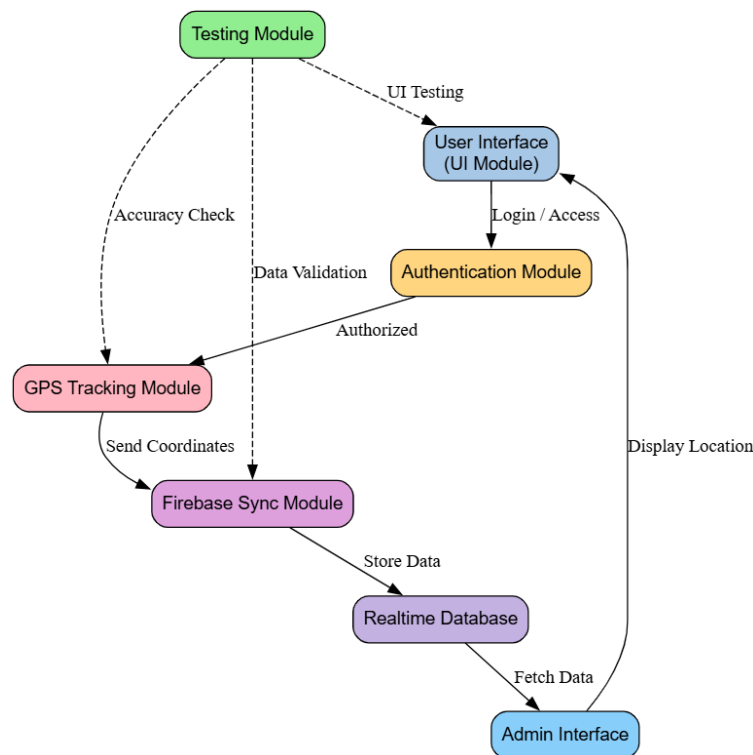 Testing Module
UI Testing
User Interface
(UI Module)
Accuracy Check
Login / Access
Data Validation
Authentication Module
Authorized
GPS Tracking Module
Send Coordinates
Display Location
Firebase Sync Module
Store Data
Realtime Database
Fetch Data
Admin Interface